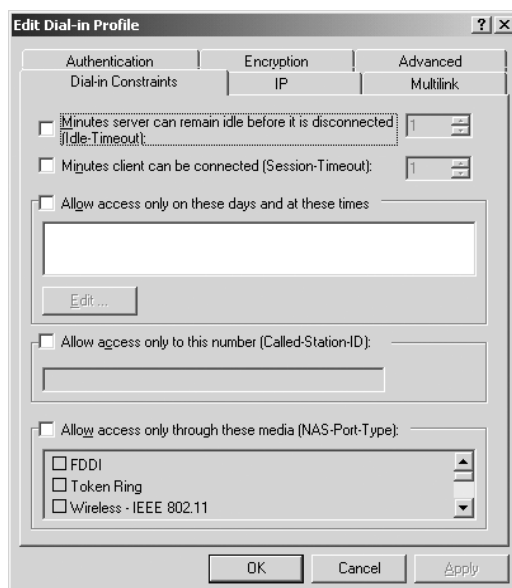 Edit Dial-in Profile
Authentication Encryption Advanced
Dial-in Constraints IP Multilink
Minutes server can remain idle before it is disconnected
(Idle-Timeout): 1
Minutes client can be connected (Session-Timeout): 1
Allow access only on these days and at these times
Edit ...
Allow access only to this number (Called-Station-ID):
Allow access only through these media (NAS-Port-Type):
FDDI
Token Ring
Wireless - IEEE 802.11
OK Cancel Apply